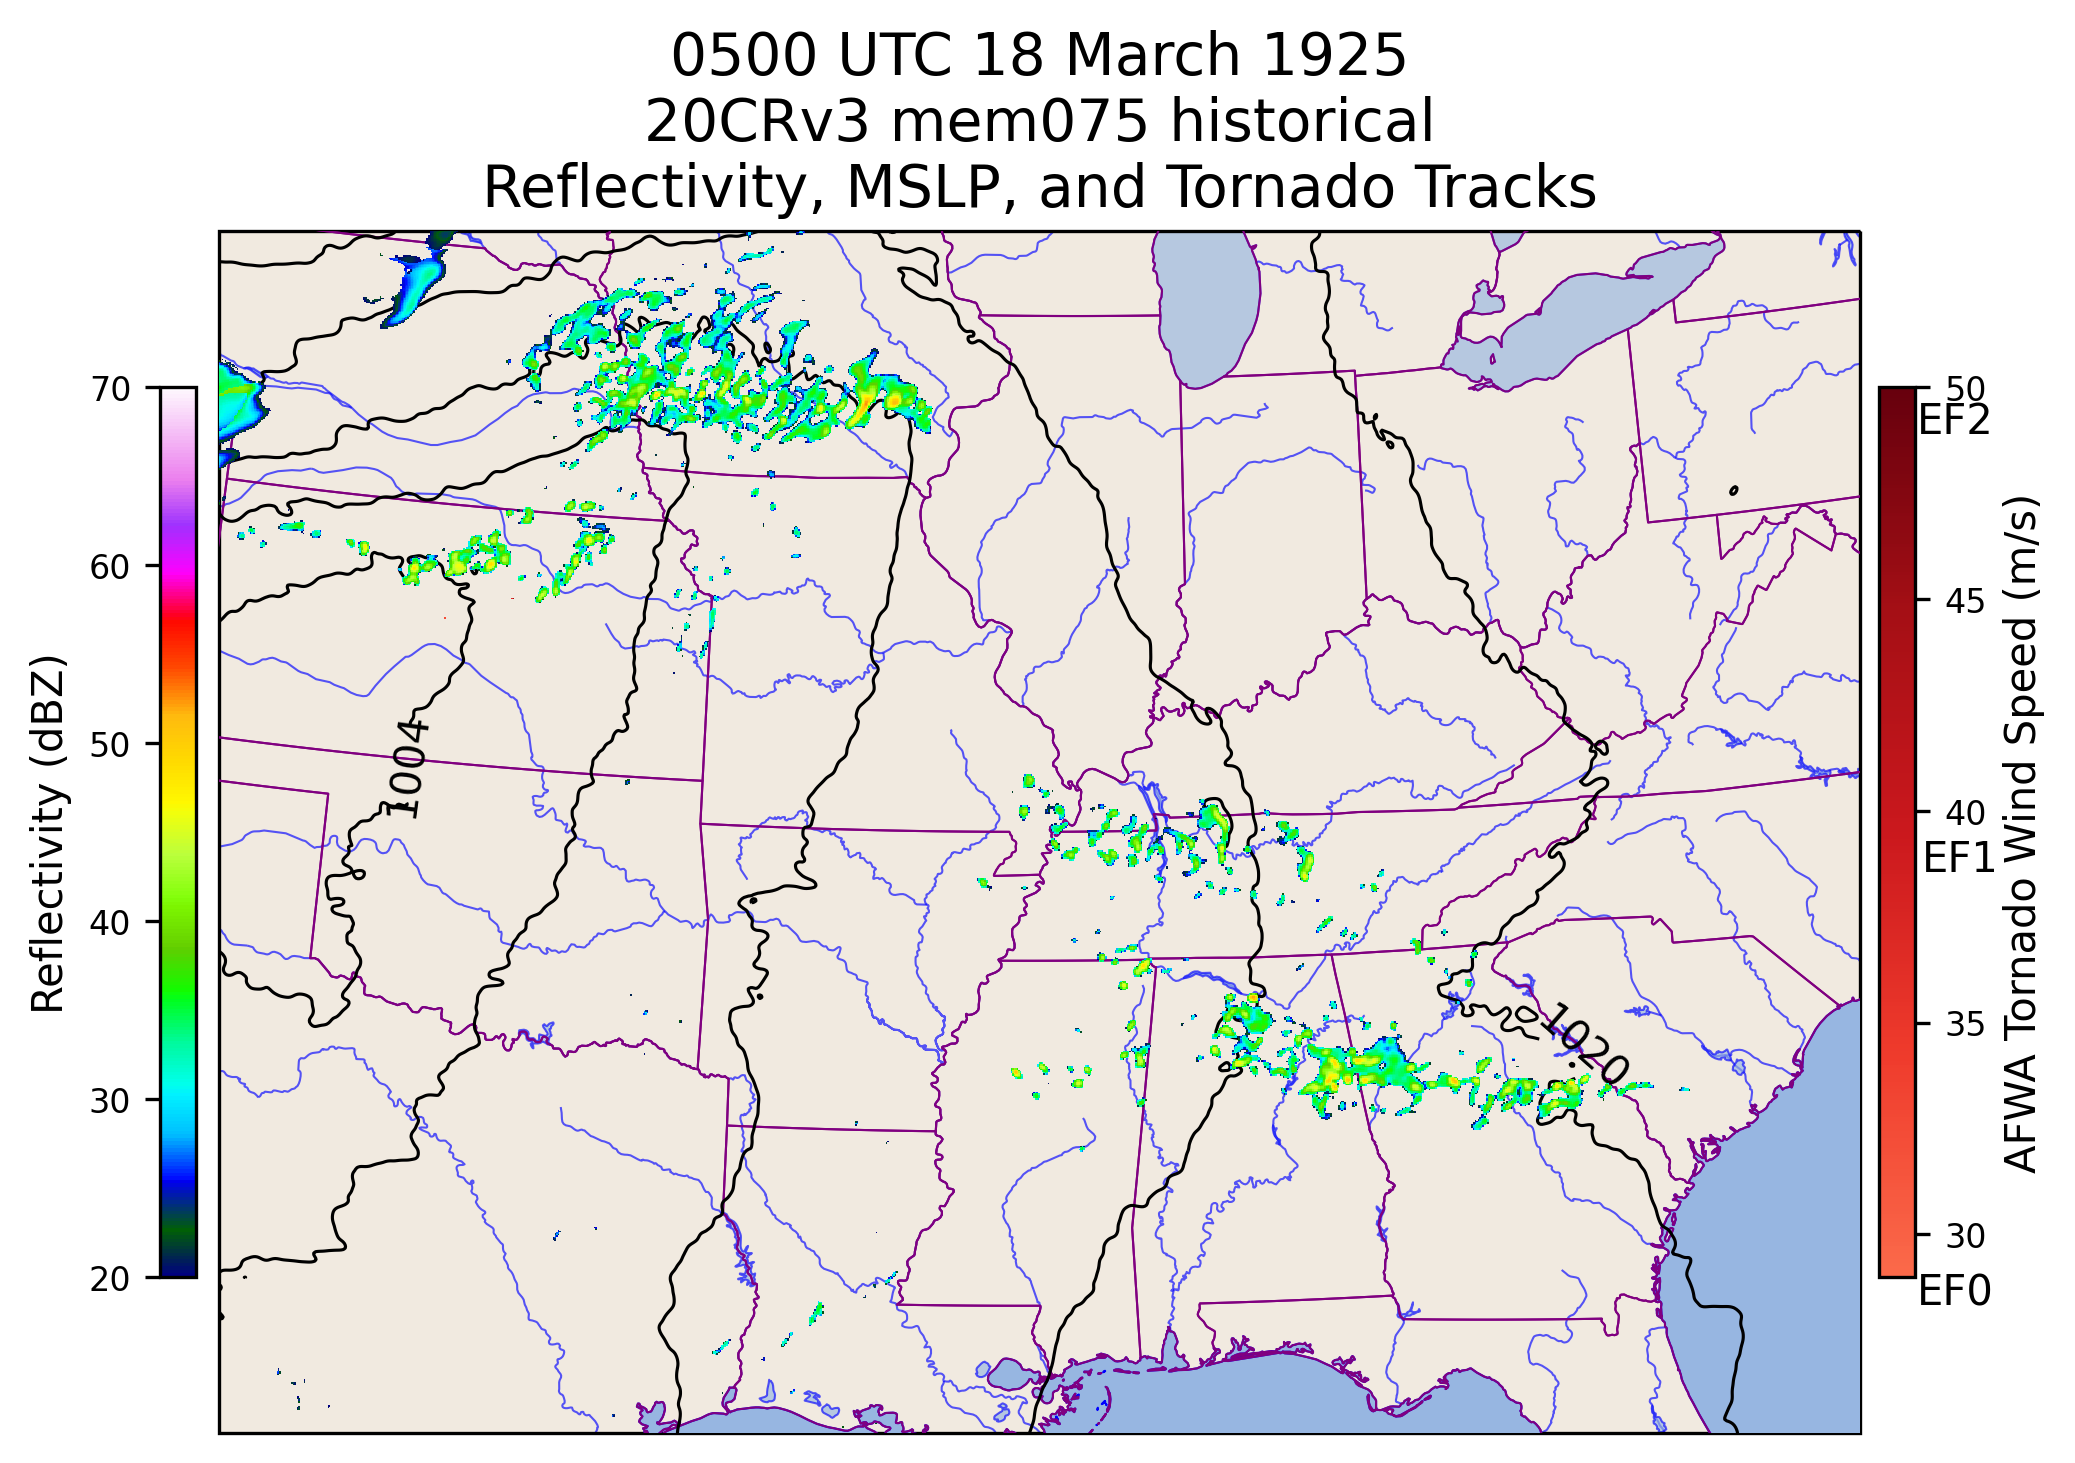 0500 UTC 18 March 1925
20CRv3 mem075 historical
Reflectivity, MSLP, and Tornado Tracks
Reflectivity (dBZ)
70
60
50
40
30
20
1004
1020
50
EF2
45
40
EF1
35
30
EF0
AFWA Tornado Wind Speed (m/s)